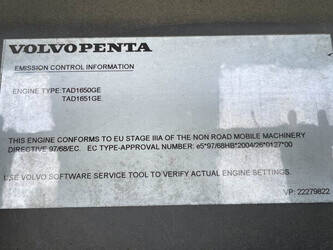 VOLVO PENTA
EMISSION CONTROL INFORMATION
ENGINE TYPE:TAD1650GE
TAD1651GE
THIS ENGINE CONFORMS TO EU STAGE IIIA OF THE NON ROAD MOBILE MACHINERY
DIRECTIVE 97/68/EC. EC TYPE-APPROVAL NUMBER: e5*97/68HB*2004/26*0127*00
USE VOLVO SOFTWARE SERVICE TOOL TO VERIFY ACTUAL ENGINE SETTINGS.
VP: 22279822